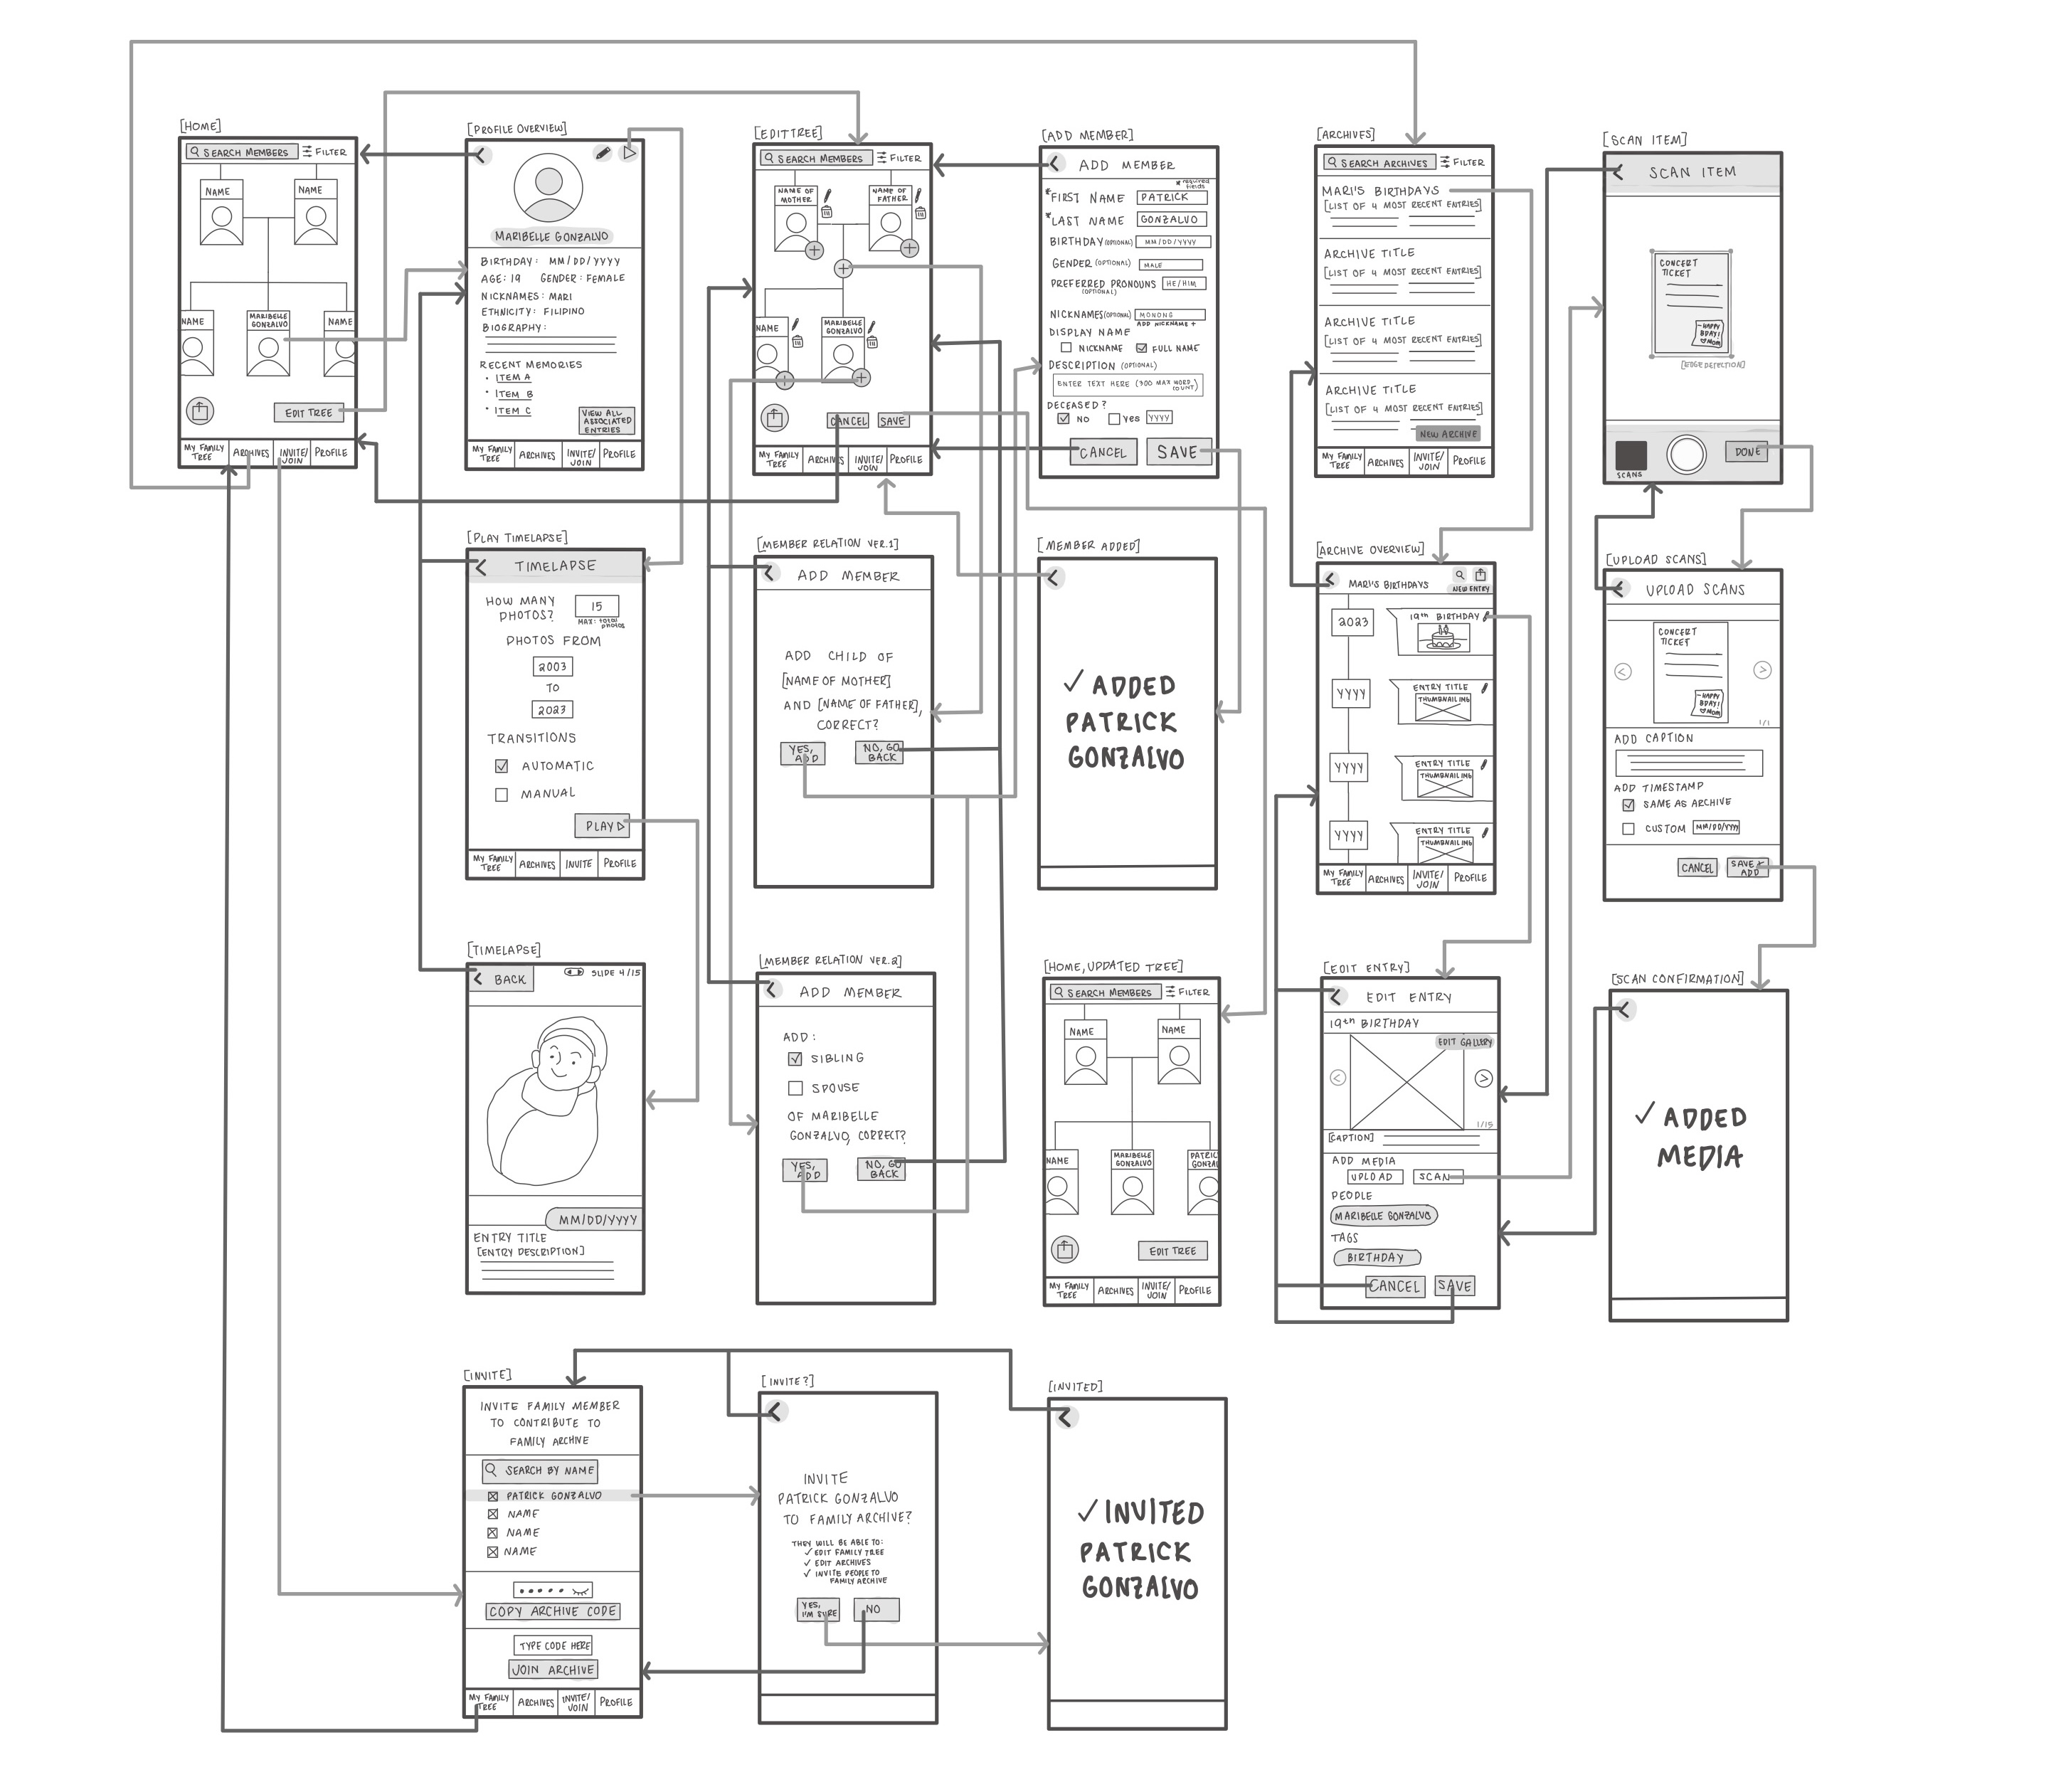 [HOME]
SEARCH MEMBERS
FILTER
NAME
NAME
NAME
MARIBELLE
GONZALVO
NAME
EDIT TREE
MY FAMILY
TREE
ARCHIVES
INVITE/
JOIN
PROFILE
[PROFILE OVERVIEW]
MARIBELLE GONZALVO
BIRTHDAY: MM/DD/YYYY
AGE: 19 GENDER: FEMALE
NICKNAMES: MARI
ETHNICITY: FILIPINO
BIOGRAPHY:
RECENT MEMORIES
• ITEM A
• ITEM B
• ITEM C
VIEW ALL
ASSOCIATED
ENTRIES
MY FAMILY
TREE
ARCHIVES
INVITE/
JOIN
PROFILE
[EDIT TREE]
SEARCH MEMBERS
FILTER
NAME OF
MOTHER
NAME OF
FATHER
NAME
MARIBELLE
GONZALVO
CANCEL
SAVE
MY FAMILY
TREE
ARCHIVES
INVITE/
JOIN
PROFILE
[ADD MEMBER]
ADD MEMBER
* required
fields
*FIRST NAME PATRICK
*LAST NAME GONZALVO
BIRTHDAY (OPTIONAL) MM/DD/YYYY
GENDER (OPTIONAL) MALE
PREFERRED PRONOUNS HE/HIM
(OPTIONAL)
NICKNAMES (OPTIONAL) MONONG
ADD NICKNAME +
DISPLAY NAME
NICKNAME FULL NAME
DESCRIPTION (OPTIONAL)
ENTER TEXT HERE (300 MAX WORD
COUNT)
DECEASED?
NO YES YYYY
CANCEL
SAVE
[ARCHIVES]
SEARCH ARCHIVES
FILTER
MARI'S BIRTHDAYS
[LIST OF 4 MOST RECENT ENTRIES]
ARCHIVE TITLE
[LIST OF 4 MOST RECENT ENTRIES]
ARCHIVE TITLE
[LIST OF 4 MOST RECENT ENTRIES]
ARCHIVE TITLE
[LIST OF 4 MOST RECENT ENTRIES]
NEW ARCHIVE
MY FAMILY
TREE
ARCHIVES
INVITE/
JOIN
PROFILE
[SCAN ITEM]
SCAN ITEM
CONCERT
TICKET
~HAPPY
BDAY!
♡MOM
[EDGE DETECTION]
SCANS
DONE
[PLAY TIMELAPSE]
TIMELAPSE
HOW MANY
PHOTOS?
15
MAX: total
photos
PHOTOS FROM
2003
TO
2023
TRANSITIONS
AUTOMATIC
MANUAL
PLAY
MY FAMILY
TREE
ARCHIVES
INVITE
PROFILE
[MEMBER RELATION VER.1]
ADD MEMBER
ADD CHILD OF
[NAME OF MOTHER]
AND [NAME OF FATHER],
CORRECT?
YES,
ADD
NO, GO
BACK
[MEMBER ADDED]
✓ ADDED
PATRICK
GONZALVO
[ARCHIVE OVERVIEW]
MARI'S BIRTHDAYS
NEW ENTRY
2023
19th BIRTHDAY
YYYY
ENTRY TITLE
THUMBNAIL IMG
YYYY
ENTRY TITLE
THUMBNAIL IMG
YYYY
ENTRY TITLE
THUMBNAIL IMG
MY FAMILY
TREE
ARCHIVES
INVITE/
JOIN
PROFILE
[UPLOAD SCANS]
UPLOAD SCANS
CONCERT
TICKET
~HAPPY
BDAY!
♡MOM
1/1
ADD CAPTION
ADD TIMESTAMP
SAME AS ARCHIVE
CUSTOM MM/DD/YYYY
CANCEL
SAVE +
ADD
[TIMELAPSE]
BACK
SLIDE 4/15
MM/DD/YYYY
ENTRY TITLE
[ENTRY DESCRIPTION]
[MEMBER RELATION VER.2]
ADD MEMBER
ADD:
SIBLING
SPOUSE
OF MARIBELLE
GONZALVO, CORRECT?
YES,
ADD
NO, GO
BACK
[HOME, UPDATED TREE]
SEARCH MEMBERS
FILTER
NAME
NAME
NAME
MARIBELLE
GONZALVO
PATRIC
GONZAL
EDIT TREE
MY FAMILY
TREE
ARCHIVES
INVITE/
JOIN
PROFILE
[EDIT ENTRY]
EDIT ENTRY
19th BIRTHDAY
EDIT GALLERY
1/15
[CAPTION]
ADD MEDIA
UPLOAD
SCAN
PEOPLE
MARIBELLE GONZALVO
TAGS
BIRTHDAY
CANCEL
SAVE
[SCAN CONFIRMATION]
✓ ADDED
MEDIA
[INVITE]
INVITE FAMILY MEMBER
TO CONTRIBUTE TO
FAMILY ARCHIVE
SEARCH BY NAME
PATRICK GONZALVO
NAME
NAME
NAME
COPY ARCHIVE CODE
TYPE CODE HERE
JOIN ARCHIVE
MY FAMILY
TREE
ARCHIVES
INVITE/
JOIN
PROFILE
[INVITE?]
INVITE
PATRICK GONZALVO
TO FAMILY ARCHIVE?
THEY WILL BE ABLE TO:
✓ EDIT FAMILY TREE
✓ EDIT ARCHIVES
✓ INVITE PEOPLE TO
FAMILY ARCHIVE
YES,
I'M SURE
NO
[INVITED]
✓ INVITED
PATRICK
GONZALVO